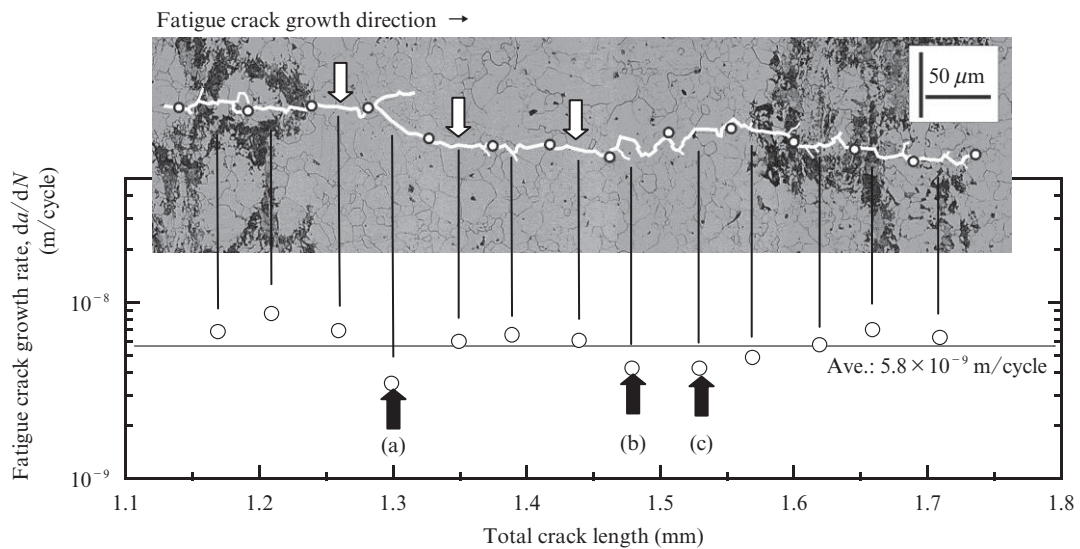 Fatigue crack growth direction →
50 μm
Fatigue crack growth rate, da/dN
(m/cycle)
10⁻⁸
Ave.: 5.8 × 10⁻⁹ m/cycle
(a)
(b)
(c)
10⁻⁹
1.1 1.2 1.3 1.4 1.5 1.6 1.7 1.8
Total crack length (mm)